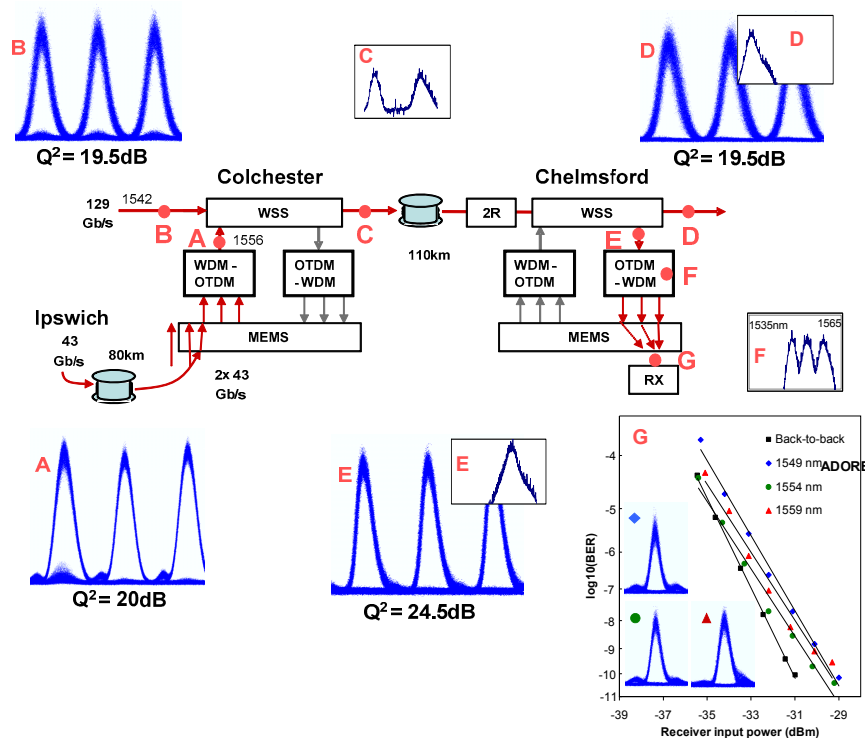 B
Q² = 19.5dB
C
D
Q² = 19.5dB
Colchester
Chelmsford
129
Gb/s
1542
WSS
2R
WSS
B
A
1556
C
110km
E
D
WDM -
OTDM
OTDM
-WDM
WDM -
OTDM
OTDM
-WDM
F
Ipswich
43
Gb/s
80km
MEMS
MEMS
2x 43
Gb/s
G
RX
1535nm
1565
F
A
Q² = 20dB
E
E
Q² = 24.5dB
G
Back-to-back
1549 nm ADORE
1554 nm
1559 nm
log10(BER)
-4
-5
-6
-7
-8
-9
-10
-11
-39
-37
-35
-33
-31
-29
Receiver input power (dBm)